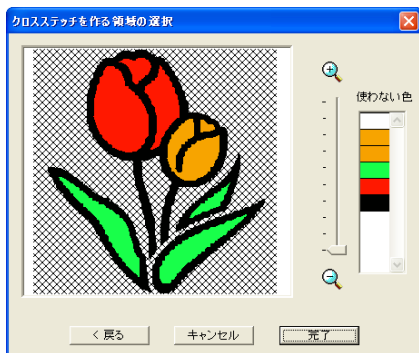 クロスステッチを作る領域の選択
使わない色
< 戻る
キャンセル
完了